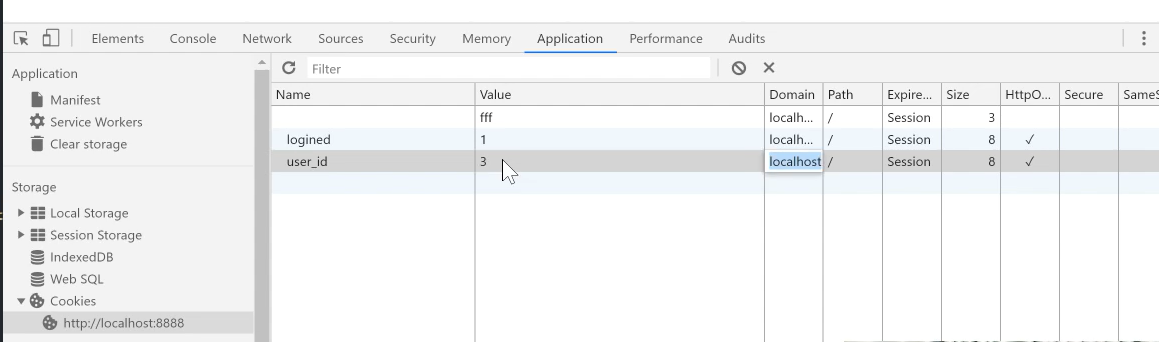 Elements Console Network Sources Security Memory Application Performance Audits
Application
Manifest
Service Workers
Clear storage
Storage
Local Storage
Session Storage
IndexedDB
Web SQL
Cookies
http://localhost:8888
Filter
Name Value Domain Path Expire... Size HttpO... Secure SameS
fff localh... / Session 3
logined 1 localh... / Session 8 ✓
user_id 3 localhost / Session 8 ✓